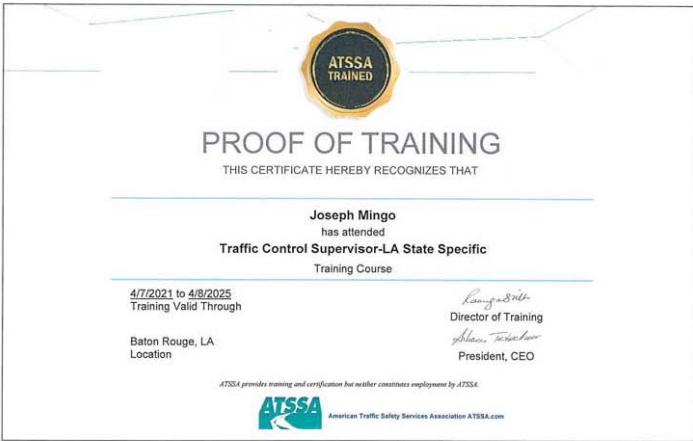 ATSSA
TRAINED
PROOF OF TRAINING
THIS CERTIFICATE HEREBY RECOGNIZES THAT
Joseph Mingo
has attended
Traffic Control Supervisor-LA State Specific
Training Course
4/7/2021 to 4/8/2025
Training Valid Through
Director of Training
Baton Rouge, LA
Location
President, CEO
ATSSA provides training and certification but neither constitutes employment by ATSSA.
ATSSA
American Traffic Safety Services Association ATSSA.com